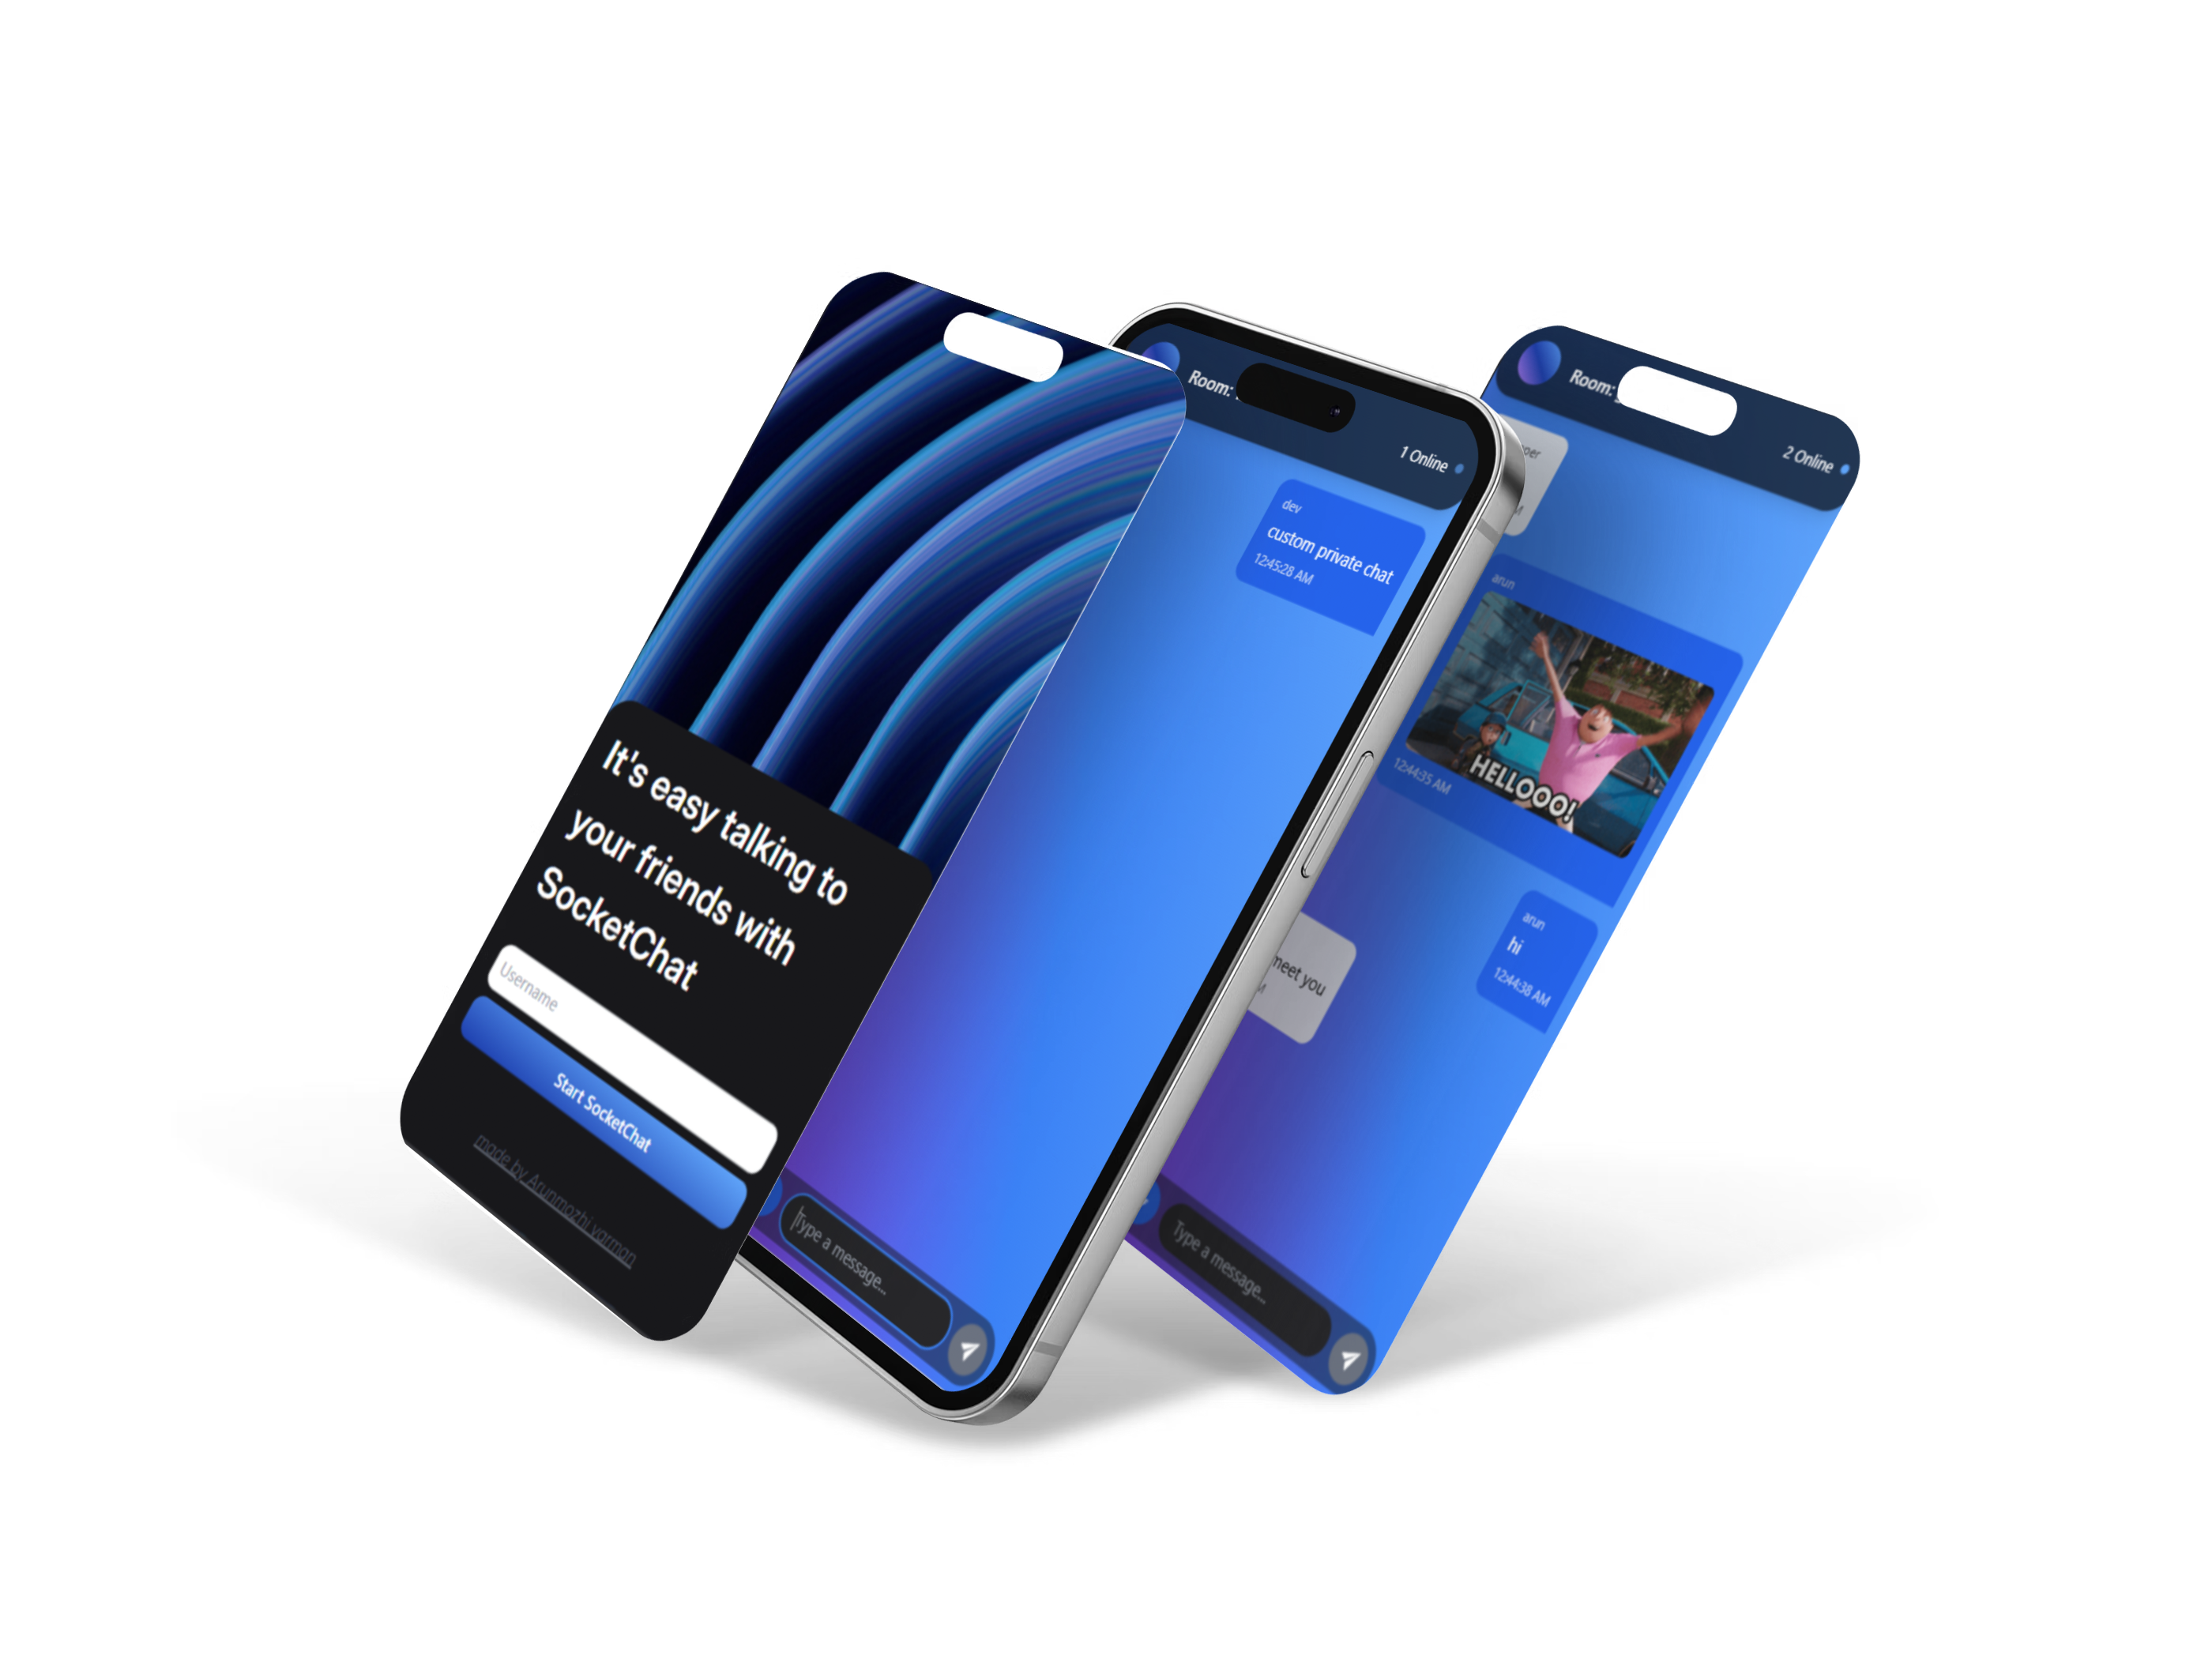 It's easy talking to
your friends with
SocketChat
Username
Start SocketChat
made by Arunmozhi varman
Room:
1 Online
dev
custom private chat
12:45:28 AM
Type a message...
Room:
2 Online
arun
HELLOOO!
12:44:35 AM
arun
hi
12:44:38 AM
meet you
Type a message...